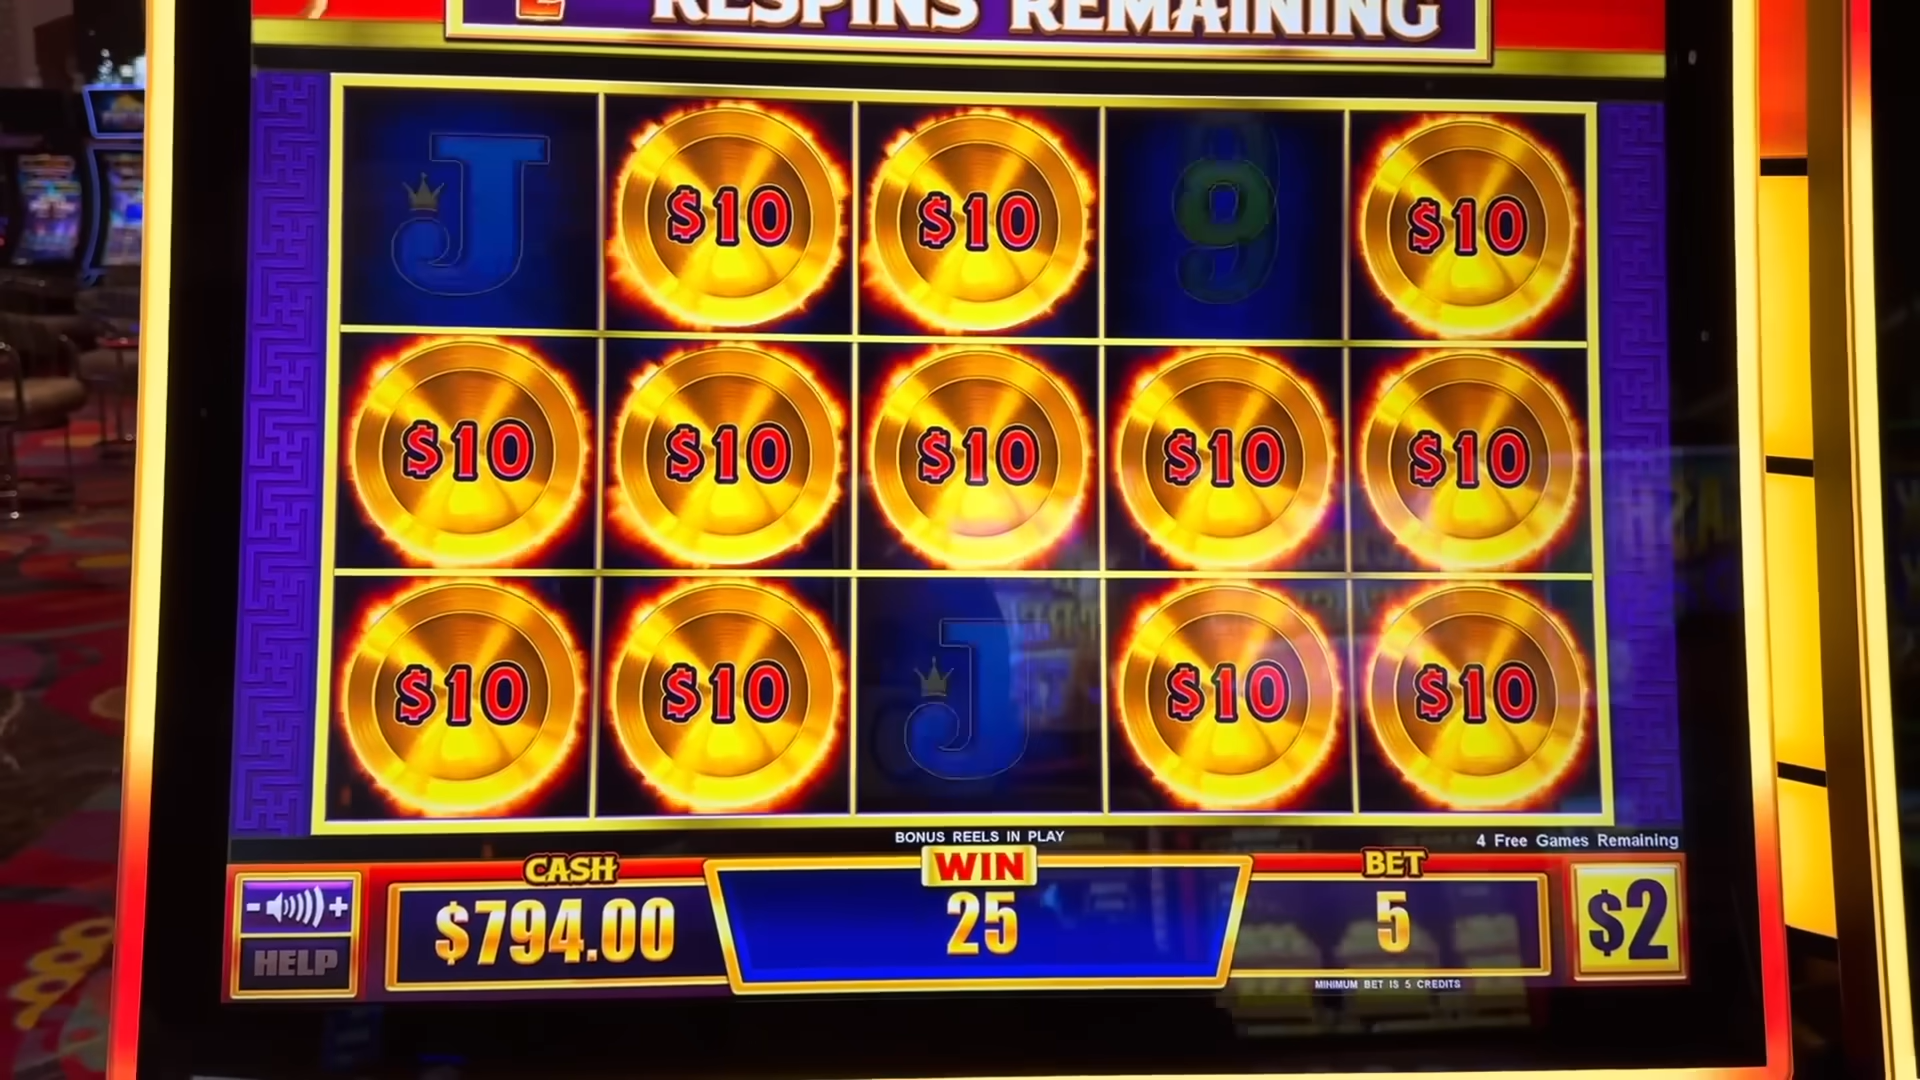 RESPINS REMAINING
J $10 $10 9 $10
$10 $10 $10 $10 $10
$10 $10 J $10 $10
BONUS REELS IN PLAY
4 Free Games Remaining
CASH WIN BET
- + $794.00 25 5 $2
HELP
MINIMUM BET IS 5 CREDITS